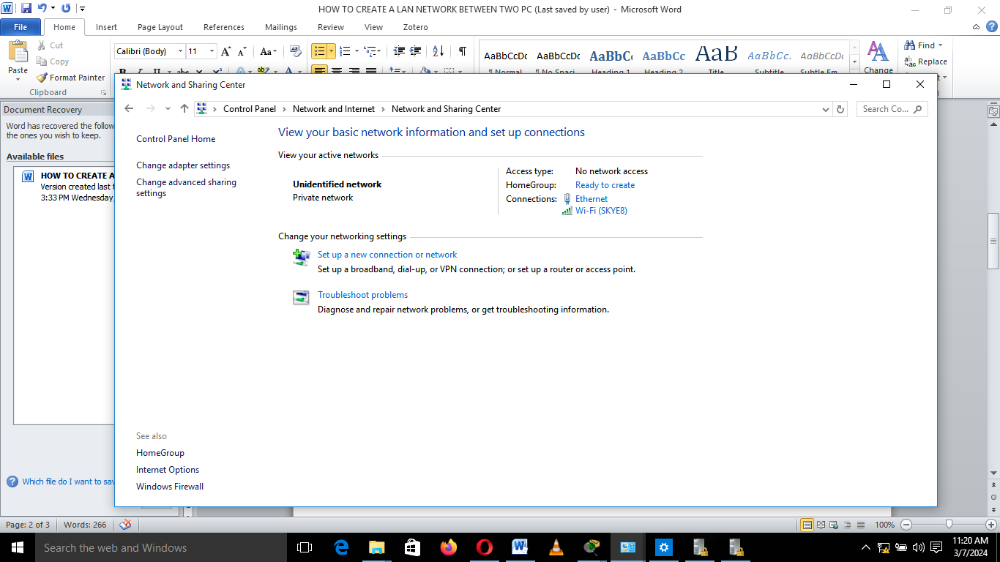 HOW TO CREATE A LAN NETWORK BETWEEN TWO PC (Last saved by user) - Microsoft Word
File Home Insert Page Layout References Mailings Review View Zotero
Paste
Cut
Copy
Format Painter
Clipboard
Calibri (Body) 11
AaBbCcDc AaBbCcDc AaBbC AaBbCc AaB AaBbCc. AaBbCcDc
¶ Normal ¶ No Spaci... Heading 1 Heading 2 Title Subtitle Subtle Em...
Change
Find
Replace
Document Recovery
Word has recovered the follow
the ones you wish to keep.
Available files
HOW TO CREATE A
Version created last t
3:33 PM Wednesday,
Which file do I want to sav
Network and Sharing Center
Control Panel > Network and Internet > Network and Sharing Center
Search Co...
Control Panel Home
Change adapter settings
Change advanced sharing
settings
View your basic network information and set up connections
View your active networks
Unidentified network
Private network
Access type: No network access
HomeGroup: Ready to create
Connections: Ethernet
Wi-Fi (SKYE8)
Change your networking settings
Set up a new connection or network
Set up a broadband, dial-up, or VPN connection; or set up a router or access point.
Troubleshoot problems
Diagnose and repair network problems, or get troubleshooting information.
See also
HomeGroup
Internet Options
Windows Firewall
Page: 2 of 3 Words: 266 100%
Search the web and Windows
11:20 AM
3/7/2024